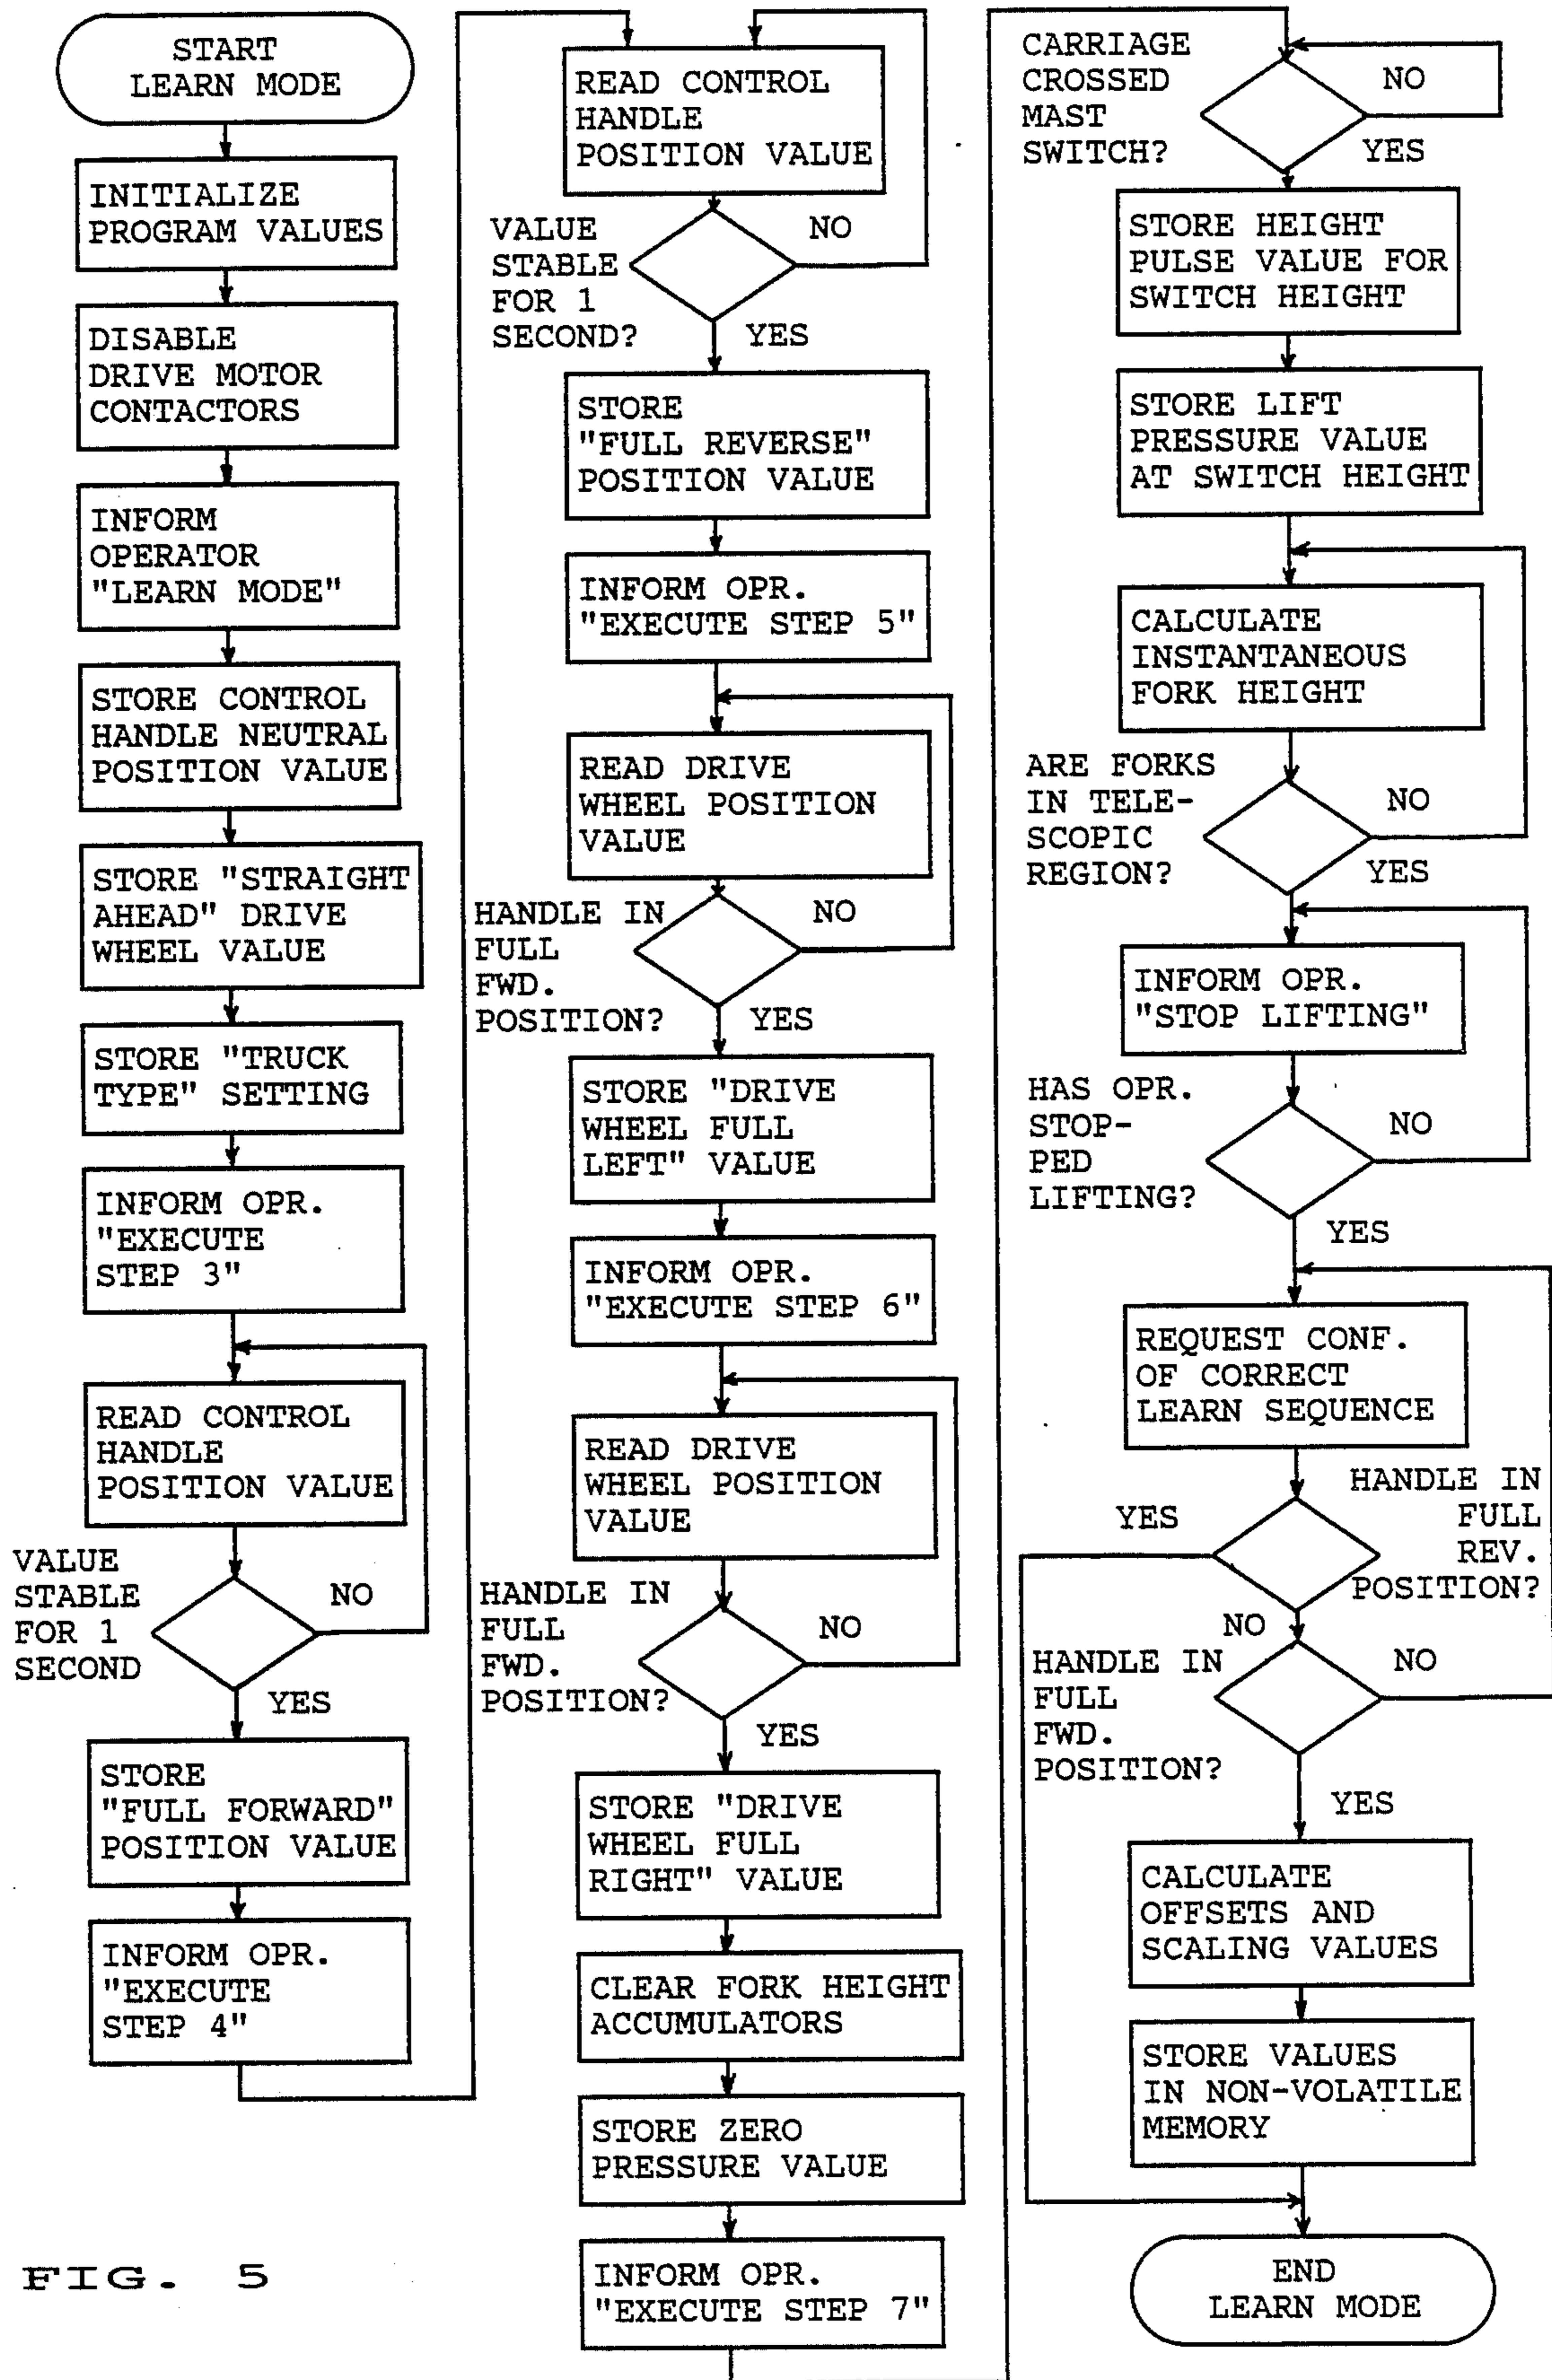 START
LEARN MODE
INITIALIZE
PROGRAM VALUES
DISABLE
DRIVE MOTOR
CONTACTORS
INFORM
OPERATOR
"LEARN MODE"
STORE CONTROL
HANDLE NEUTRAL
POSITION VALUE
STORE "STRAIGHT
AHEAD" DRIVE
WHEEL VALUE
STORE "TRUCK
TYPE" SETTING
INFORM OPR.
"EXECUTE
STEP 3"
READ CONTROL
HANDLE
POSITION VALUE
VALUE
STABLE
FOR 1
SECOND
NO
YES
STORE
"FULL FORWARD"
POSITION VALUE
INFORM OPR.
"EXECUTE
STEP 4"
READ CONTROL
HANDLE
POSITION VALUE
VALUE
STABLE
FOR 1
SECOND?
NO
YES
STORE
"FULL REVERSE"
POSITION VALUE
INFORM OPR.
"EXECUTE STEP 5"
READ DRIVE
WHEEL POSITION
VALUE
HANDLE IN
FULL
FWD.
POSITION?
NO
YES
STORE "DRIVE
WHEEL FULL
LEFT" VALUE
INFORM OPR.
"EXECUTE STEP 6"
READ DRIVE
WHEEL POSITION
VALUE
HANDLE IN
FULL
FWD.
POSITION?
NO
YES
STORE "DRIVE
WHEEL FULL
RIGHT" VALUE
CLEAR FORK HEIGHT
ACCUMULATORS
STORE ZERO
PRESSURE VALUE
INFORM OPR.
"EXECUTE STEP 7"
CARRIAGE
CROSSED
MAST
SWITCH?
NO
YES
STORE HEIGHT
PULSE VALUE FOR
SWITCH HEIGHT
STORE LIFT
PRESSURE VALUE
AT SWITCH HEIGHT
CALCULATE
INSTANTANEOUS
FORK HEIGHT
ARE FORKS
IN TELE-
SCOPIC
REGION?
NO
YES
INFORM OPR.
"STOP LIFTING"
HAS OPR.
STOP-
PED
LIFTING?
NO
YES
REQUEST CONF.
OF CORRECT
LEARN SEQUENCE
HANDLE IN
FULL
REV.
POSITION?
YES
NO
HANDLE IN
FULL
FWD.
POSITION?
NO
YES
CALCULATE
OFFSETS AND
SCALING VALUES
STORE VALUES
IN NON-VOLATILE
MEMORY
END
LEARN MODE
FIG. 5